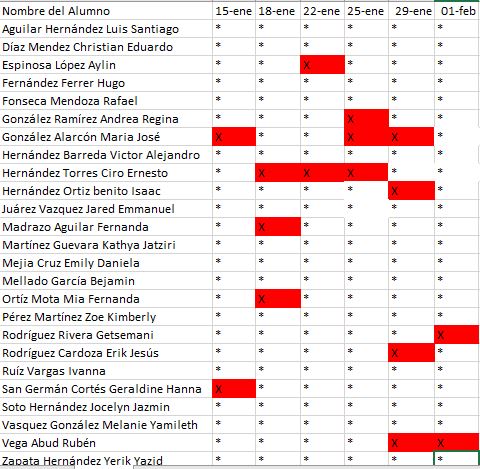 Nombre del Alumno 15-ene 18-ene 22-ene 25-ene 29-ene 01-feb
Aguilar Hernández Luis Santiago * * * * * *
Díaz Mendez Christian Eduardo * * * * * *
Espinosa López Aylin * * X * * *
Fernández Ferrer Hugo * * * * * *
Fonseca Mendoza Rafael * * * * * *
González Ramírez Andrea Regina * * * X * *
González Alarcón Maria José X * * X X *
Hernández Barreda Victor Alejandro * * * * * *
Hernández Torres Ciro Ernesto * X X X * *
Hernández Ortiz benito Isaac * * * * X *
Juárez Vazquez Jared Emmanuel * * * * * *
Madrazo Aguilar Fernanda * X * * * *
Martínez Guevara Kathya Jatziri * * * * * *
Mejia Cruz Emily Daniela * * * * * *
Mellado García Bejamin * * * * * *
Ortíz Mota Mia Fernanda * X * * * *
Pérez Martínez Zoe Kimberly * * * * * *
Rodríguez Rivera Getsemani * * * * * X
Rodríguez Cardoza Erik Jesús * * * * X *
Ruíz Vargas Ivanna * * * * * *
San Germán Cortés Geraldine Hanna X * * * * *
Soto Hernández Jocelyn Jazmin * * * * * *
Vasquez González Melanie Yamileth * * * * * *
Vega Abud Rubén * * * * X X
Zapata Hernández Yerik Yazid * * * * * *